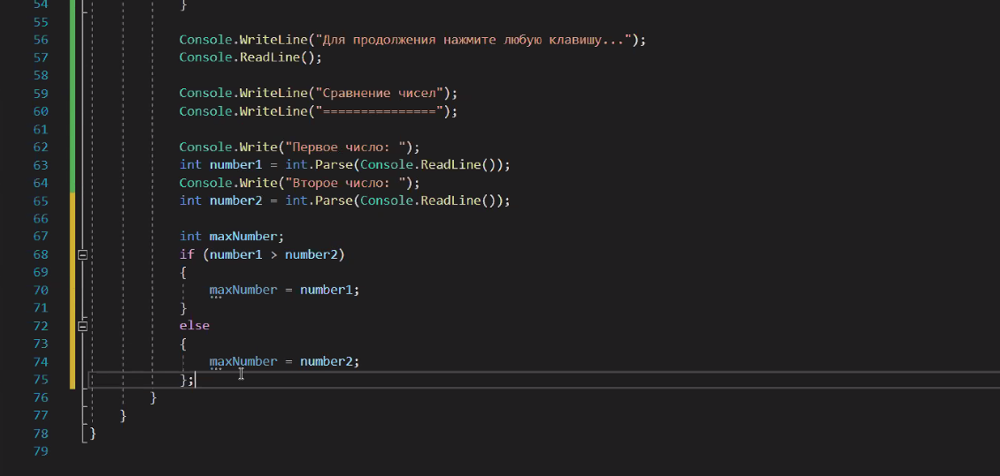 54 }
55
56 Console.WriteLine("Для продолжения нажмите любую клавишу...");
57 Console.ReadLine();
58
59 Console.WriteLine("Сравнение чисел");
60 Console.WriteLine("===============");
61
62 Console.Write("Первое число: ");
63 int number1 = int.Parse(Console.ReadLine());
64 Console.Write("Второе число: ");
65 int number2 = int.Parse(Console.ReadLine());
66
67 int maxNumber;
68 if (number1 > number2)
69 {
70 maxNumber = number1;
71 }
72 else
73 {
74 maxNumber = number2;
75 };
76 }
77 }
78 }
79